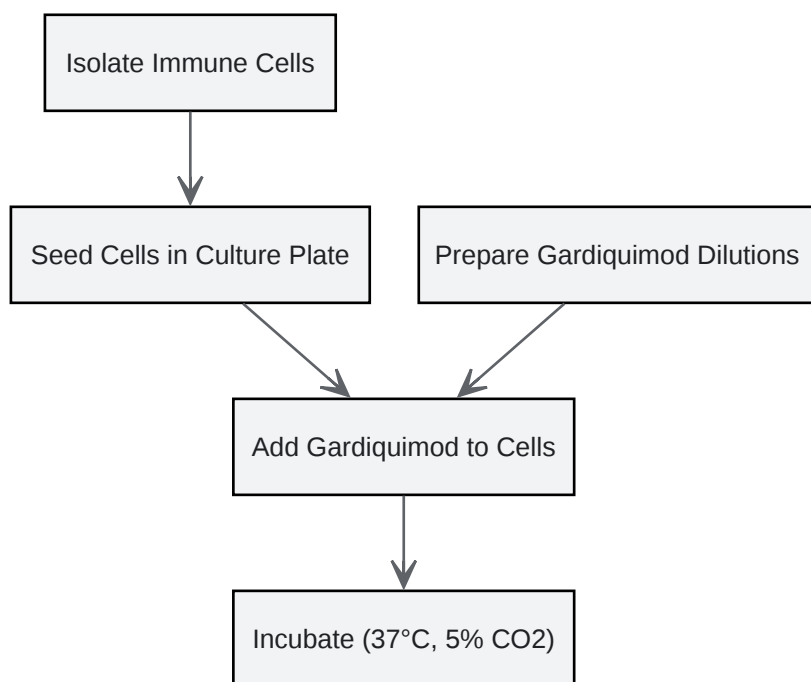 Isolate Immune Cells
Seed Cells in Culture Plate
Prepare Gardiquimod Dilutions
Add Gardiquimod to Cells
Incubate (37°C, 5% CO2)